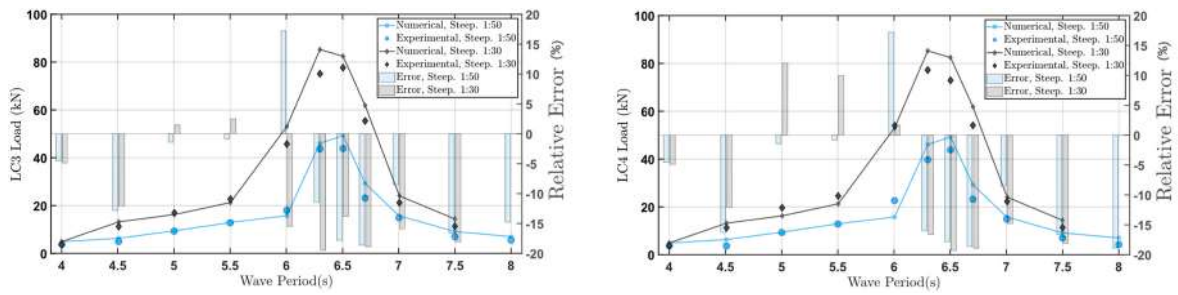 100
80
60
40
20
0
LC3 Load (kN)
4
4.5
5
5.5
6
6.5
7
7.5
8
Wave Period(s)
20
15
10
5
0
-5
-10
-15
-20
Relative Error (%)
Numerical, Steep. 1:50
Experimental, Steep. 1:50
Numerical, Steep. 1:30
Experimental, Steep. 1:30
Error, Steep. 1:50
Error, Steep. 1:30
100
80
60
40
20
0
LC4 Load (kN)
4
4.5
5
5.5
6
6.5
7
7.5
8
Wave Period(s)
20
15
10
5
0
-5
-10
-15
-20
Relative Error (%)
Numerical, Steep. 1:50
Experimental, Steep. 1:50
Numerical, Steep. 1:30
Experimental, Steep. 1:30
Error, Steep. 1:50
Error, Steep. 1:30